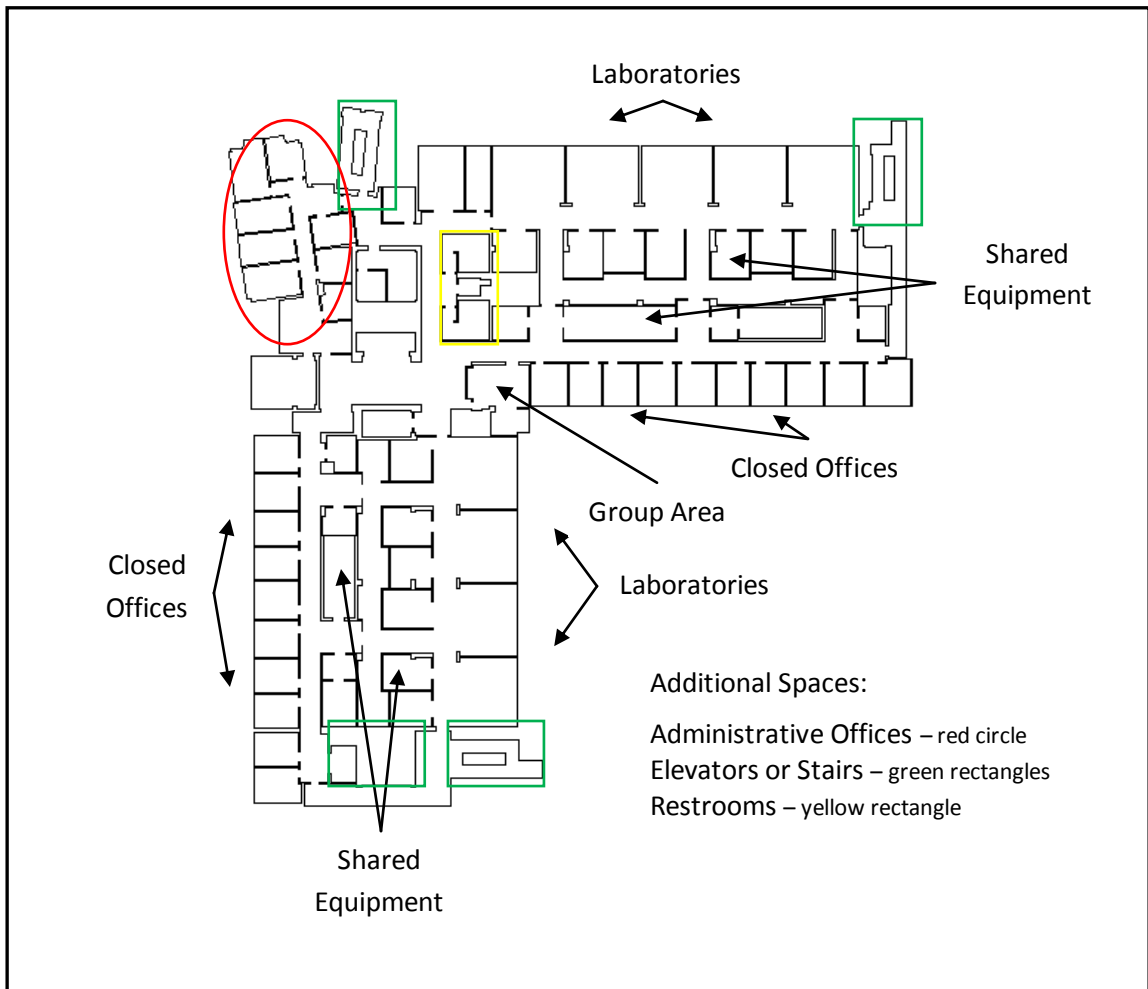 Laboratories
Shared
Equipment
Closed Offices
Group Area
Closed
Offices
Laboratories
Additional Spaces:
Administrative Offices – red circle
Elevators or Stairs – green rectangles
Restrooms – yellow rectangle
Shared
Equipment